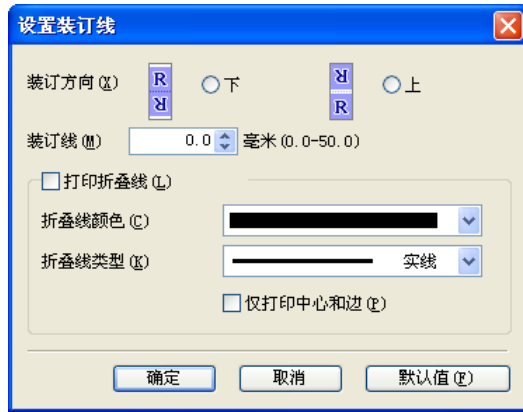 设置装订线
装订方向(X) R R 下 R R 上
装订线(M) 0.0 毫米(0.0-50.0)
打印折叠线(L)
折叠线颜色(C)
折叠线类型(K) 实线
仅打印中心和边(P)
确定 取消 默认值(F)